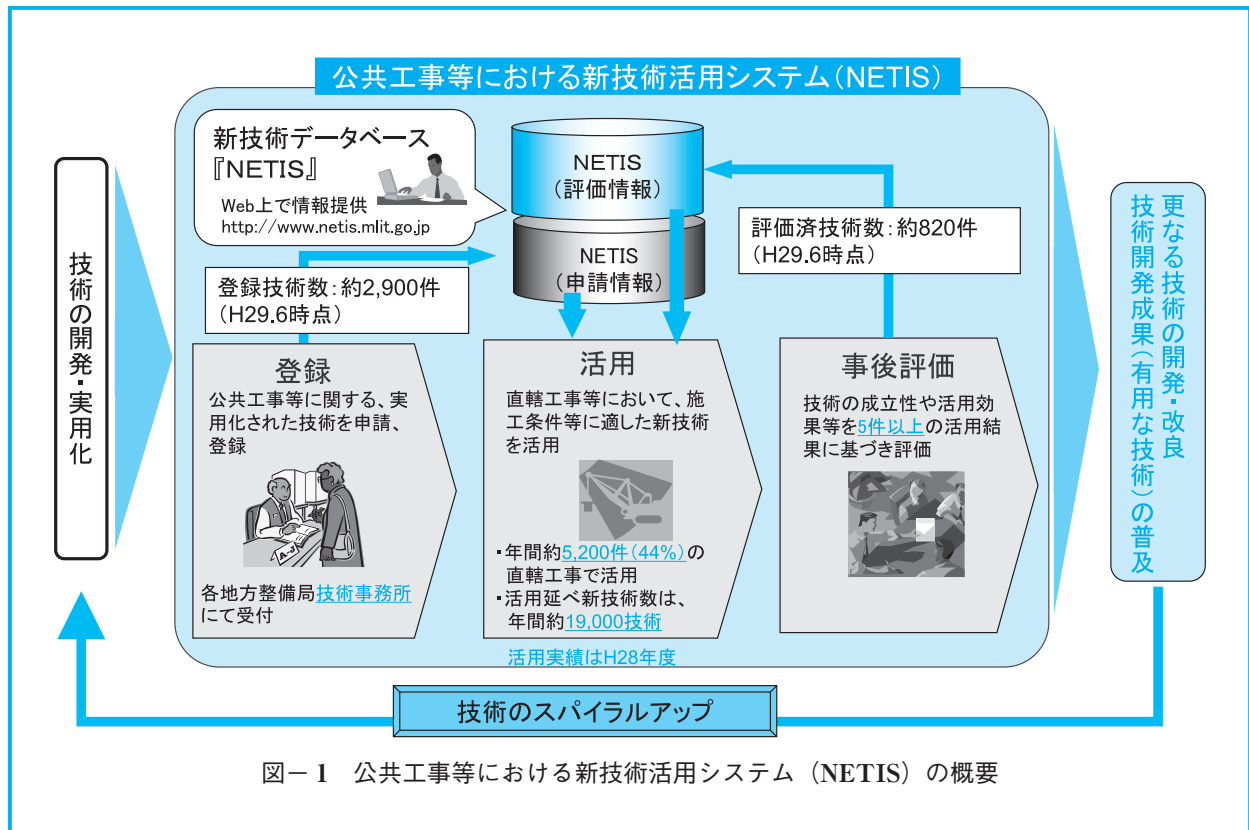 公共工事等における新技術活用システム(NETIS)
新技術データベース
『NETIS』
Web上で情報提供
http://www.netis.mlit.go.jp
NETIS
(評価情報)
NETIS
(申請情報)
登録技術数:約2,900件
(H29.6時点)
評価済技術数:約820件
(H29.6時点)
技術の開発・実用化
登録
公共工事等に関する、実
用化された技術を申請、
登録
A-J
各地方整備局技術事務所
にて受付
活用
直轄工事等において、施
工条件等に適した新技術
を活用
・年間約5,200件(44%)の
直轄工事で活用
・活用延べ新技術数は、
年間約19,000技術
活用実績はH28年度
事後評価
技術の成立性や活用効
果等を5件以上の活用結
果に基づき評価
更なる技術の開発・改良
技術開発成果(有用な技術)の普及
技術のスパイラルアップ
図-1 公共工事等における新技術活用システム(NETIS)の概要